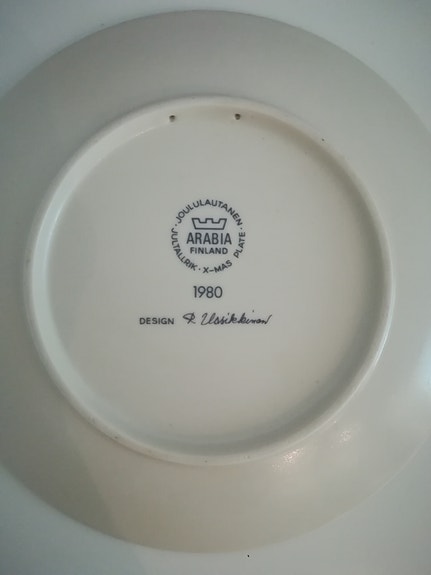 JOULULAUTANEN · X-MAS PLATE · JULTALLRIK ·
ARABIA
FINLAND
1980
DESIGN R. Uosikkinen